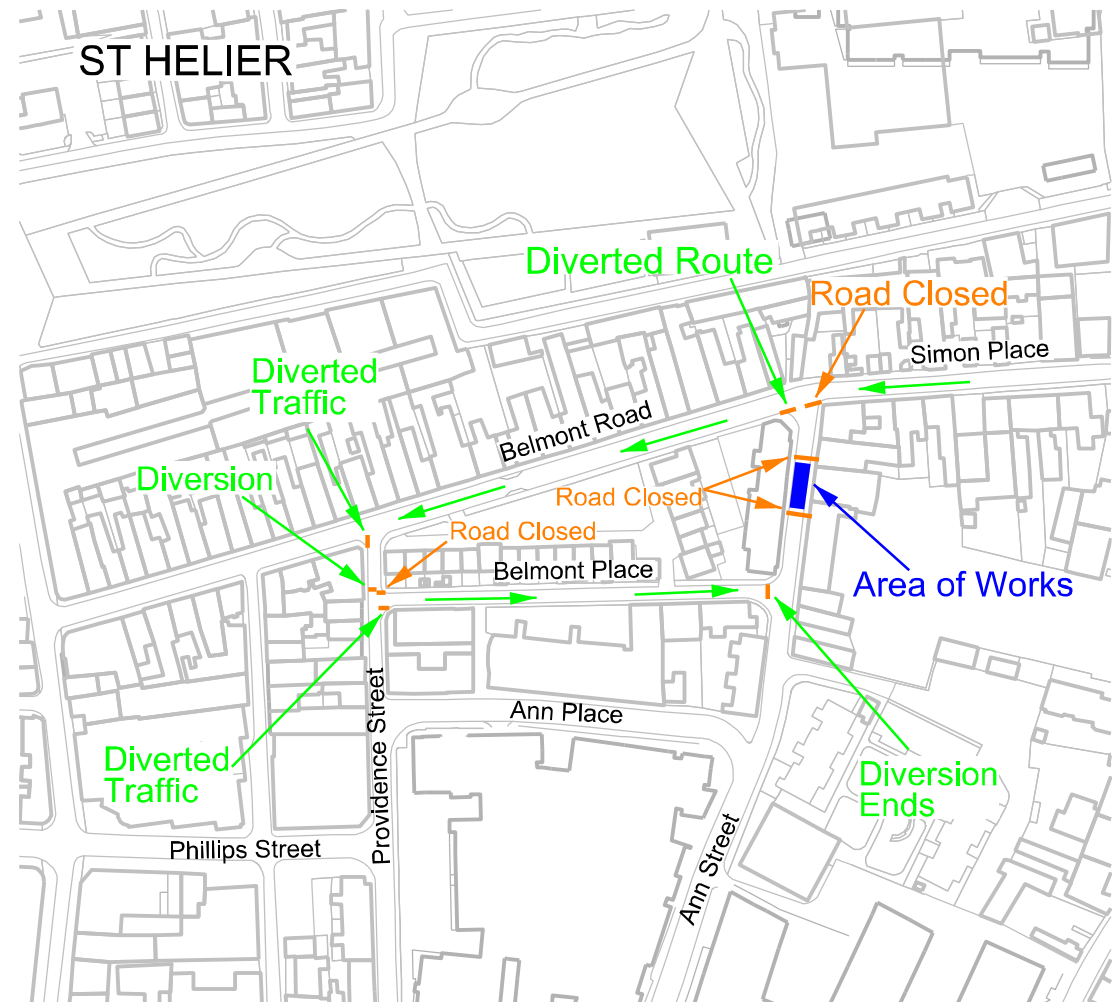 ST HELIER
Diverted Route
Road Closed
Simon Place
Diverted
Traffic
Belmont Road
Diversion
Road Closed
Road Closed
Belmont Place
Area of Works
Providence Street
Ann Place
Diverted
Traffic
Diversion
Ends
Phillips Street
Ann Street